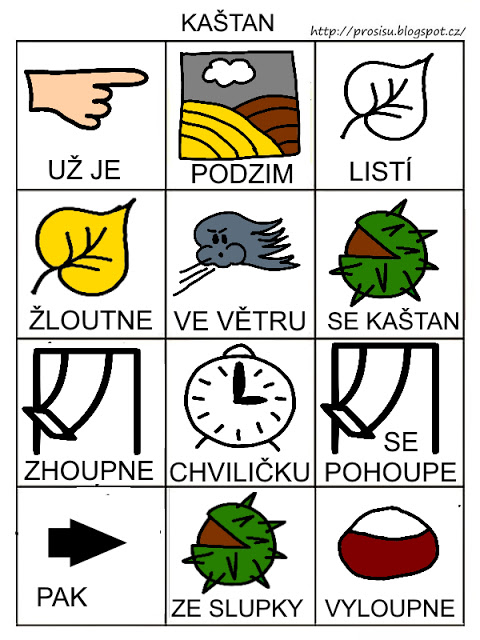 KAŠTAN
http://prosisu.blogspot.cz/
UŽ JE
PODZIM
LISTÍ
ŽLOUTNE
VE VĚTRU
SE KAŠTAN
ZHOUPNE
CHVILIČKU
SE
POHOUPE
PAK
ZE SLUPKY
VYLOUPNE